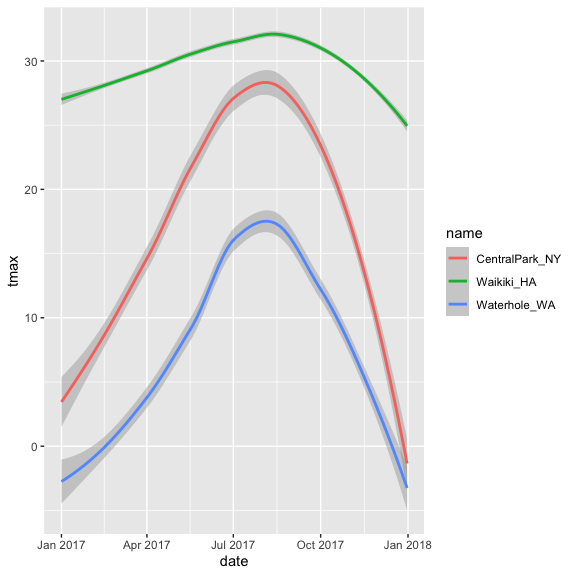 tmax
30
20
10
0
Jan 2017 Apr 2017 Jul 2017 Oct 2017 Jan 2018
date
name
CentralPark_NY
Waikiki_HA
Waterhole_WA